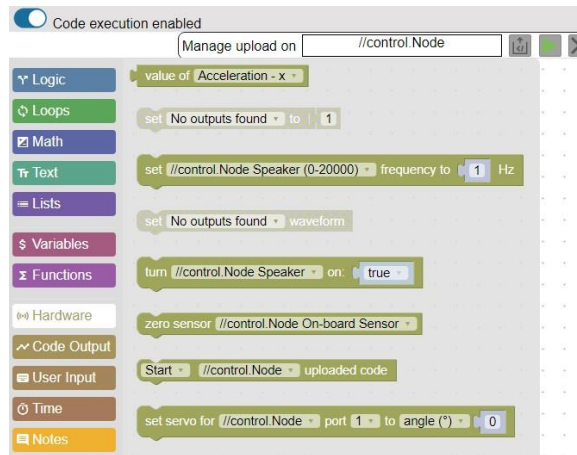 Code execution enabled
Manage upload on //control.Node
Logic
Loops
Math
Text
Lists
Variables
Functions
Hardware
Code Output
User Input
Time
Notes
value of Acceleration - x
set No outputs found to 1
set //control.Node Speaker (0-20000) frequency to 1 Hz
set No outputs found waveform
turn //control.Node Speaker on: true
zero sensor //control.Node On-board Sensor
Start //control.Node uploaded code
set servo for //control.Node port 1 to angle (°) 0